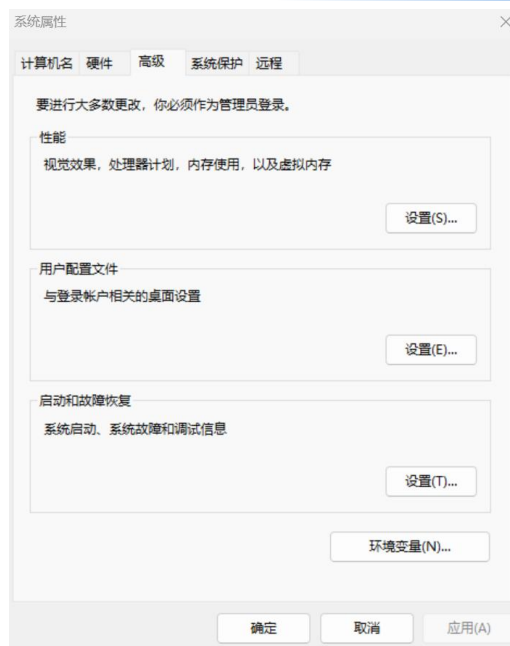 系统属性
计算机名 硬件 高级 系统保护 远程
要进行大多数更改，你必须作为管理员登录。
性能
视觉效果，处理器计划，内存使用，以及虚拟内存
设置(S)...
用户配置文件
与登录帐户相关的桌面设置
设置(E)...
启动和故障恢复
系统启动、系统故障和调试信息
设置(T)...
环境变量(N)...
确定 取消 应用(A)